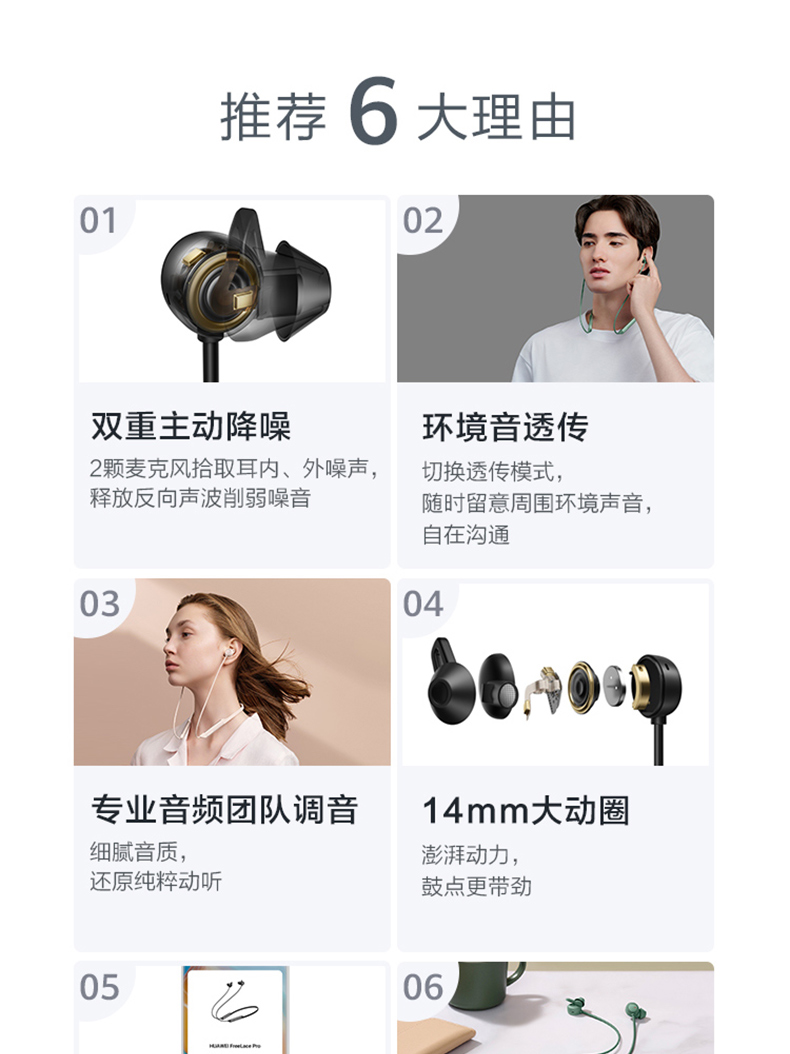 推荐6大理由
01
双重主动降噪
2颗麦克风拾取耳内、外噪声，
释放反向声波削弱噪音
02
环境音透传
切换透传模式，
随时留意周围环境声音，
自在沟通
03
专业音频团队调音
细腻音质，
还原纯粹动听
04
14mm大动圈
澎湃动力，
鼓点更带劲
05
HUAWEI FreeLace Pro
06